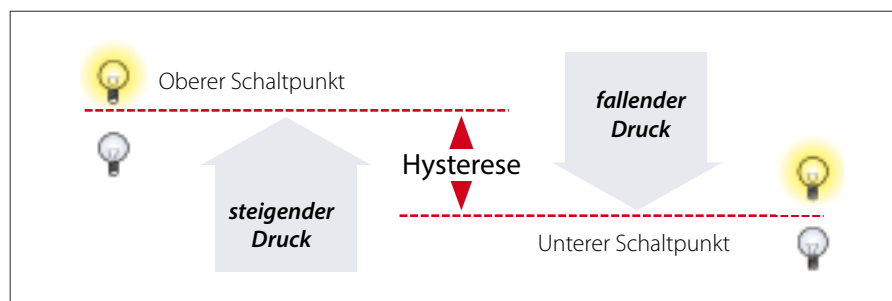 Oberer Schaltpunkt
fallender
Druck
Hysterese
steigender
Druck
Unterer Schaltpunkt